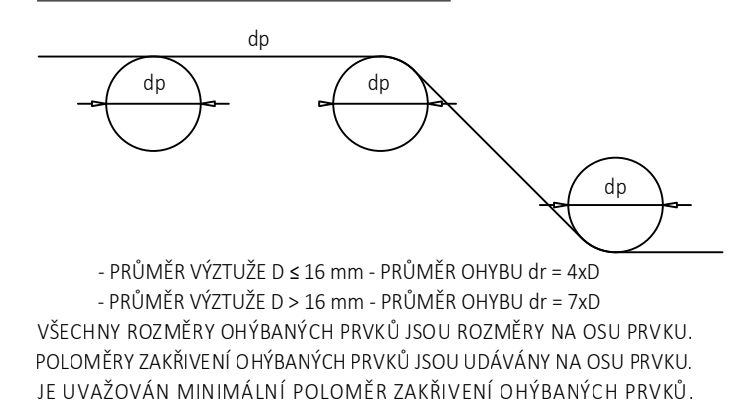 dp
dp
dp
dp
- PRŮMĚR VÝZTUŽE D ≤ 16 mm - PRŮMĚR OHYBU dr = 4xD
- PRŮMĚR VÝZTUŽE D > 16 mm - PRŮMĚR OHYBU dr = 7xD
VŠECHNY ROZMĚRY OHÝBANÝCH PRVKŮ JSOU ROZMĚRY NA OSU PRVKU.
POLOMĚRY ZAKŘIVENÍ OHÝBANÝCH PRVKŮ JSOU UDÁVÁNY NA OSU PRVKU.
JE UVAŽOVÁN MINIMÁLNÍ POLOMĚR ZAKŘIVENÍ OHÝBANÝCH PRVKŮ.